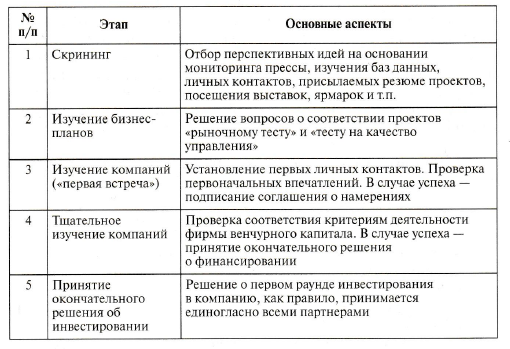 № п/п Этап Основные аспекты
1 Скрининг Отбор перспективных идей на основании
мониторинга прессы, изучения баз данных,
личных контактов, присылаемых резюме проектов,
посещения выставок, ярмарок и т.п.
2 Изучение бизнес- Решение вопросов о соответствии проектов
планов «рыночному тесту» и «тесту на качество
управления»
3 Изучение компаний Установление первых личных контактов. Проверка
(«первая встреча») первоначальных впечатлений. В случае успеха —
подписание соглашения о намерениях
4 Тщательное Проверка соответствия критериям деятельности
изучение компаний фирмы венчурного капитала. В случае успеха —
принятие окончательного решения
о финансировании
5 Принятие Решение о первом раунде инвестирования
окончательного в компанию, как правило, принимается
решения об единогласно всеми партнерами
инвестировании